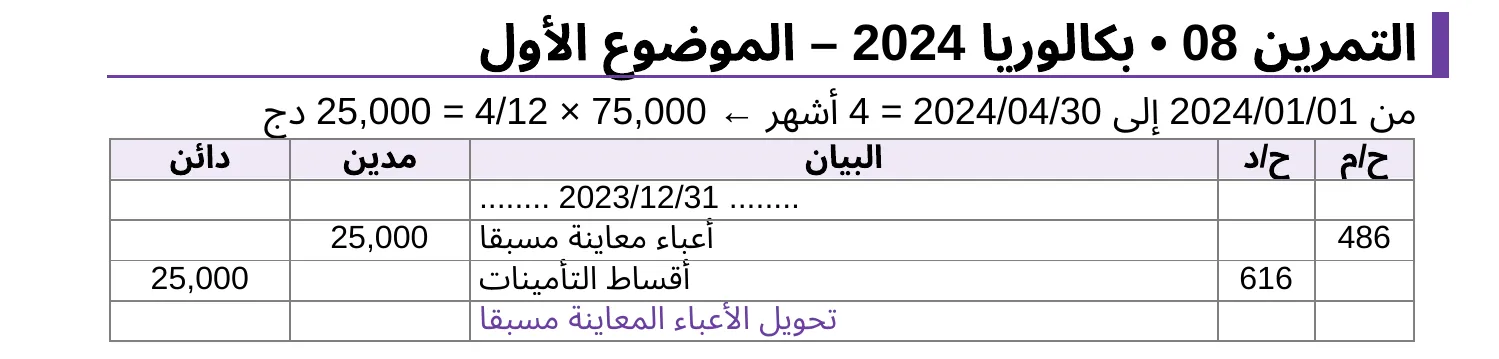 التمرين 08 • بكالوريا 2024 – الموضوع الأول
من 2024/01/01 إلى 2024/04/30 = 4 أشهر ← 75,000 × 4/12 = 25,000 دج
ح/م ح/د البيان مدين دائن
........ 2023/12/31 ........
486 أعباء معاينة مسبقا 25,000
616 أقساط التأمينات 25,000
تحويل الأعباء المعاينة مسبقا